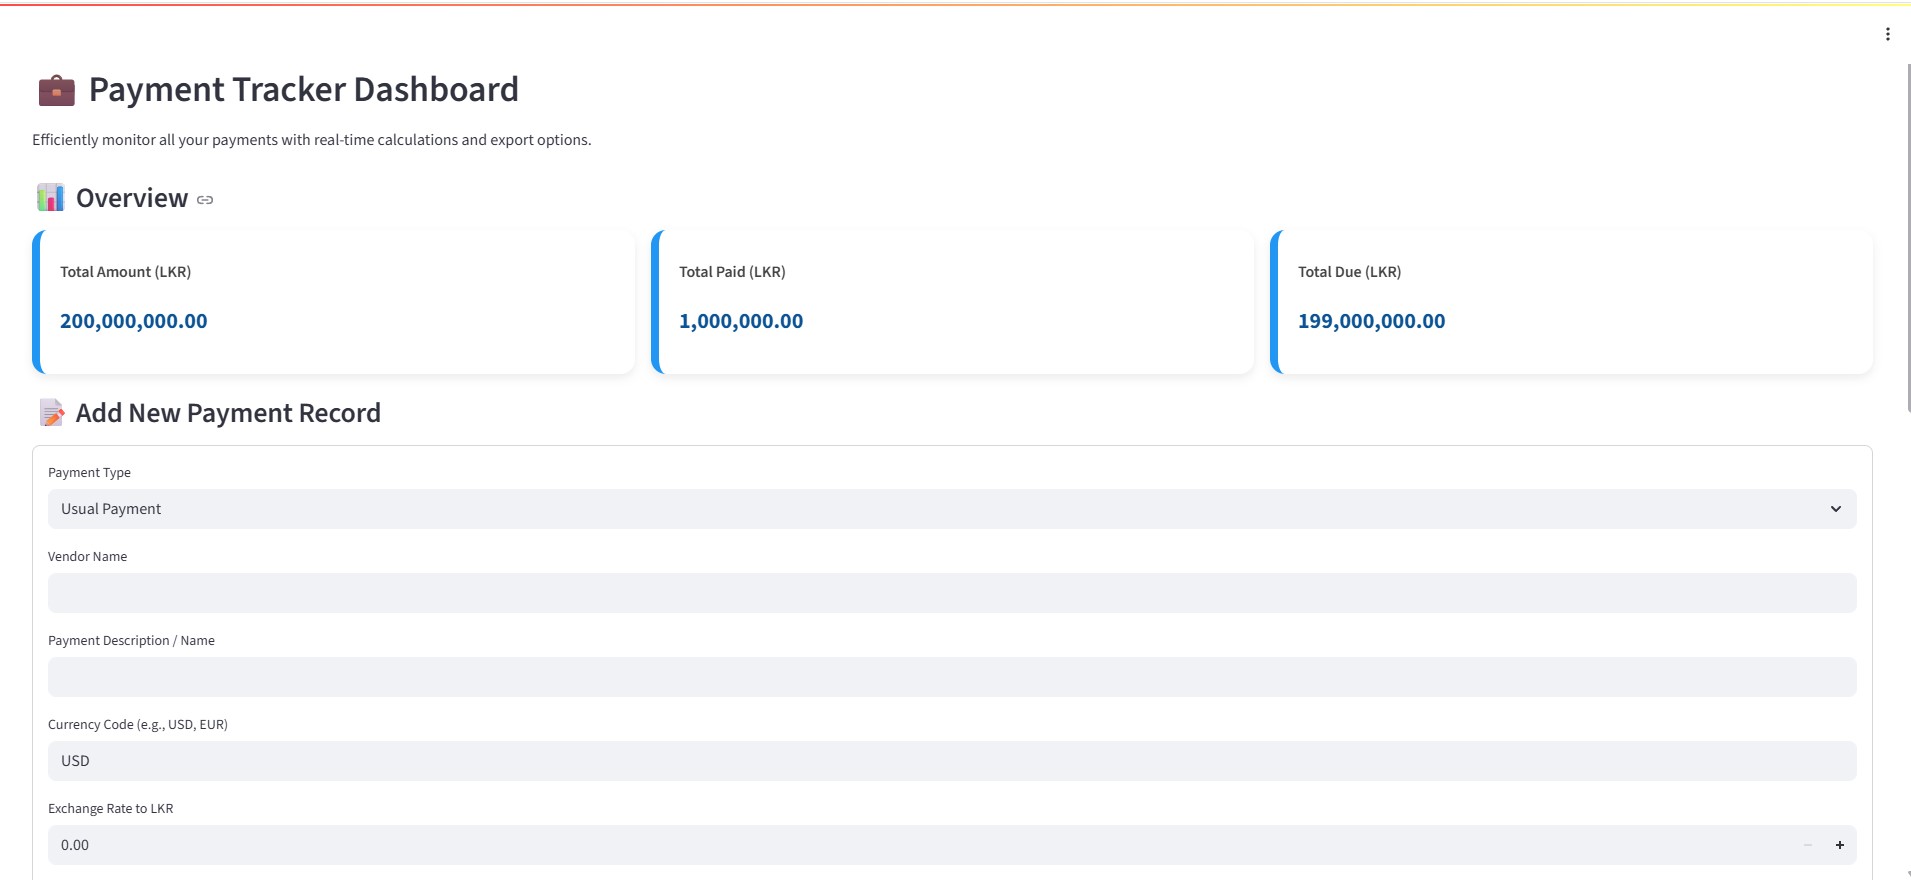 Payment Tracker Dashboard
Efficiently monitor all your payments with real-time calculations and export options.
Overview
Total Amount (LKR)
200,000,000.00
Total Paid (LKR)
1,000,000.00
Total Due (LKR)
199,000,000.00
Add New Payment Record
Payment Type
Usual Payment
Vendor Name
Payment Description / Name
Currency Code (e.g., USD, EUR)
USD
Exchange Rate to LKR
0.00